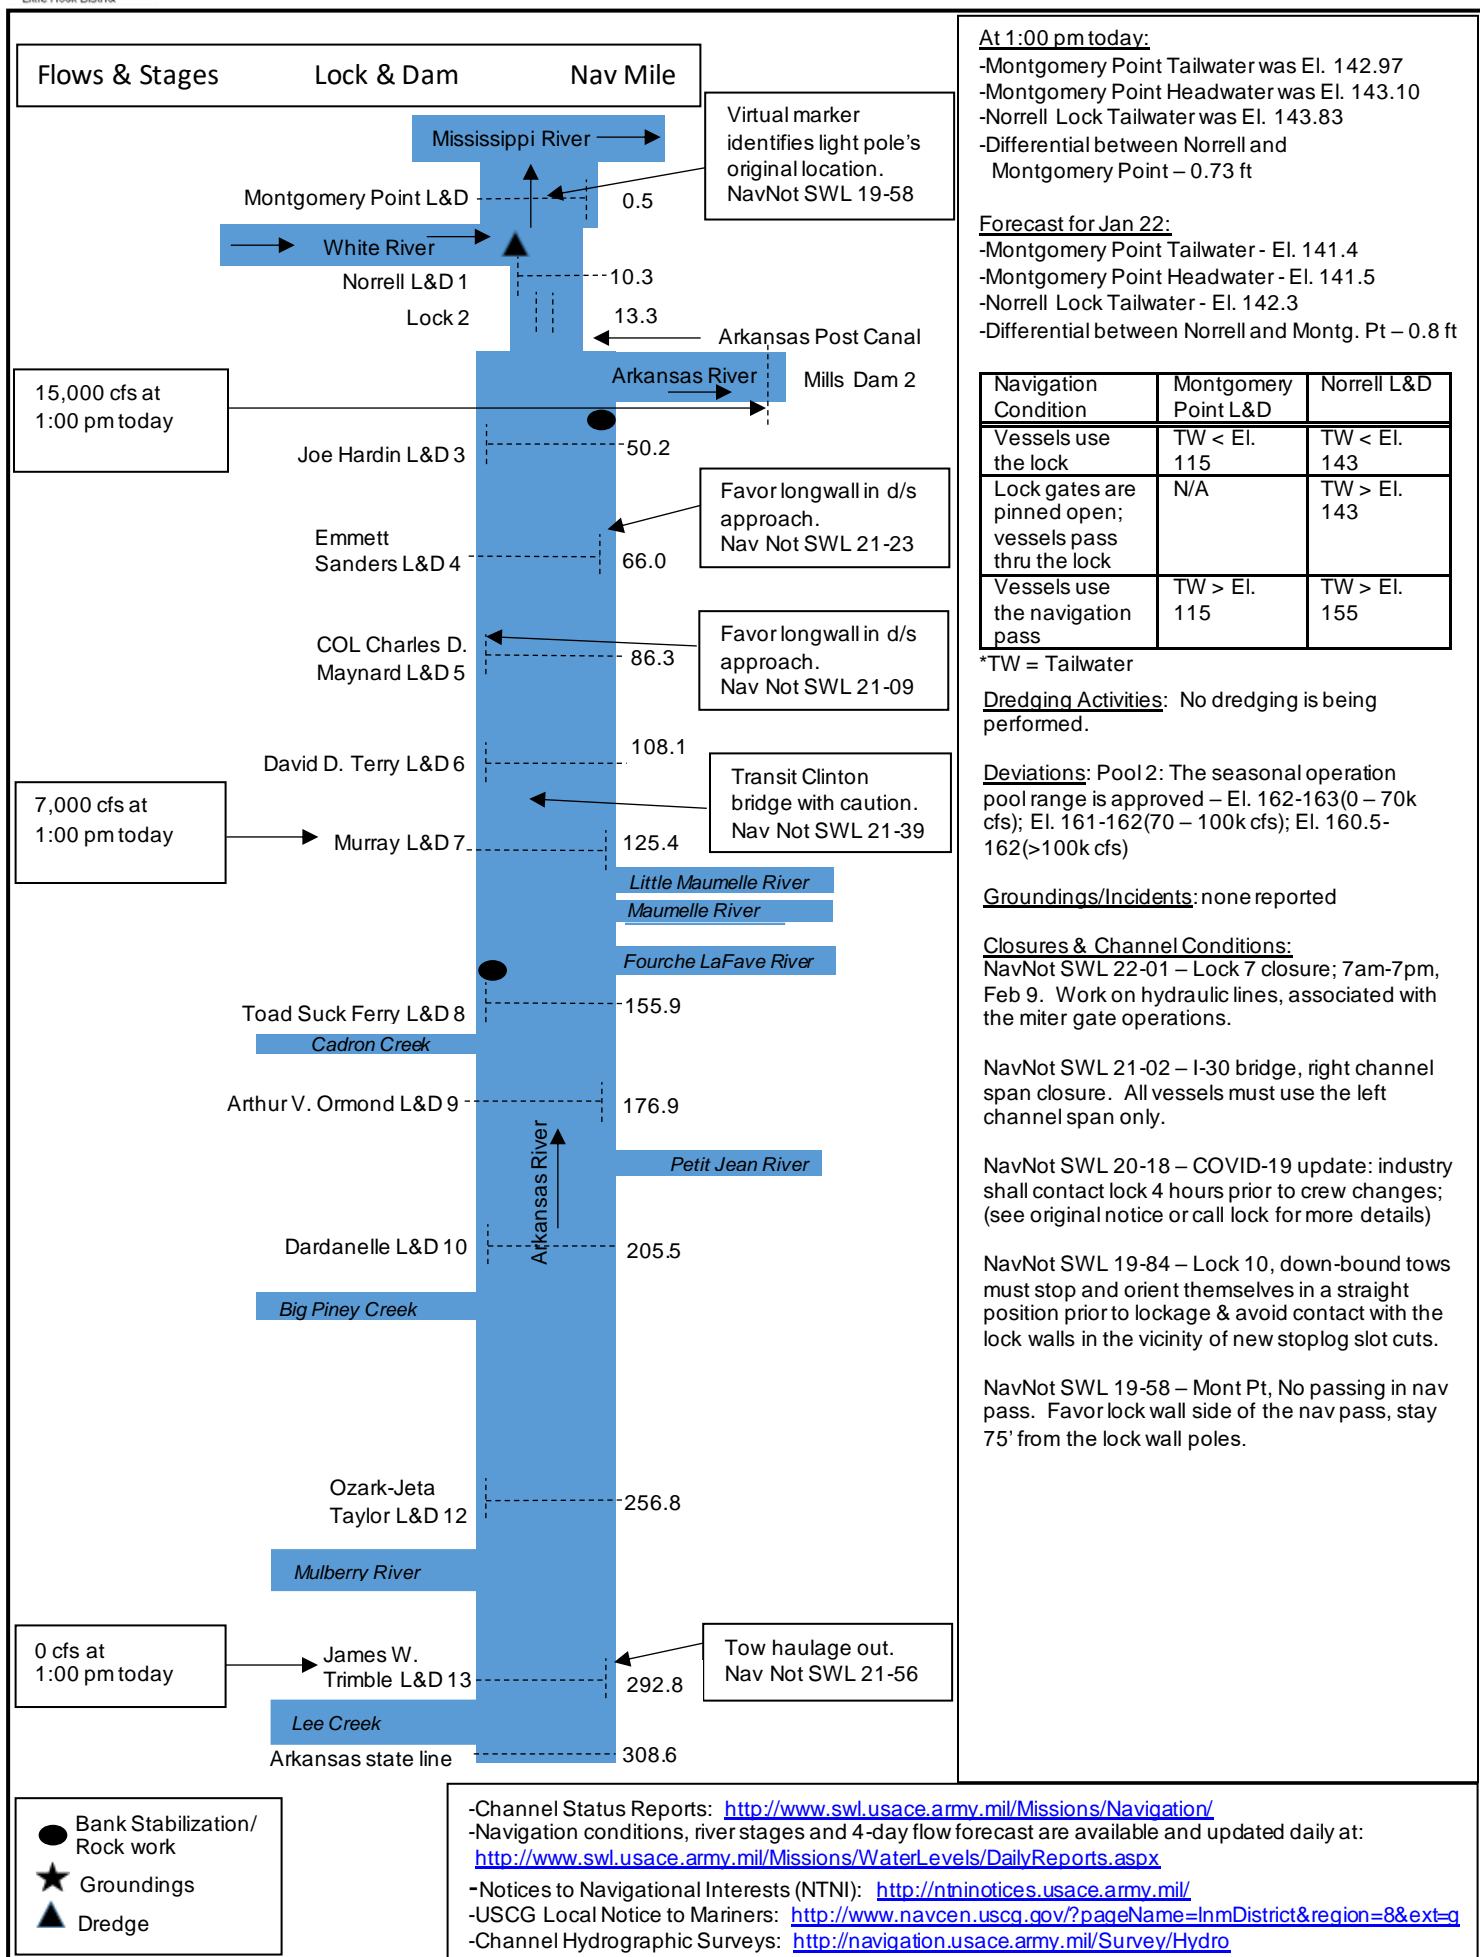 Little Rock District
Flows & Stages Lock & Dam Nav Mile
Mississippi River
Virtual marker
identifies light pole's
original location.
NavNot SWL 19-58
Montgomery Point L&D
0.5
White River
Norrell L&D 1
10.3
Lock 2
13.3
Arkansas Post Canal
Arkansas River
Mills Dam 2
15,000 cfs at
1:00 pm today
Joe Hardin L&D 3
50.2
Favor longwall in d/s
approach.
Nav Not SWL 21-23
Emmett
Sanders L&D 4
66.0
Favor longwall in d/s
approach.
Nav Not SWL 21-09
COL Charles D.
Maynard L&D 5
86.3
David D. Terry L&D 6
108.1
Transit Clinton
bridge with caution.
Nav Not SWL 21-39
7,000 cfs at
1:00 pm today
Murray L&D 7
125.4
Little Maumelle River
Maumelle River
Fourche LaFave River
Toad Suck Ferry L&D 8
155.9
Cadron Creek
Arthur V. Ormond L&D 9
176.9
Arkansas River
Petit Jean River
Dardanelle L&D 10
205.5
Big Piney Creek
Ozark-Jeta
Taylor L&D 12
256.8
Mulberry River
0 cfs at
1:00 pm today
James W.
Trimble L&D 13
292.8
Tow haulage out.
Nav Not SWL 21-56
Lee Creek
Arkansas state line
308.6
At 1:00 pm today:
-Montgomery Point Tailwater was El. 142.97
-Montgomery Point Headwater was El. 143.10
-Norrell Lock Tailwater was El. 143.83
-Differential between Norrell and
Montgomery Point – 0.73 ft
Forecast for Jan 22:
-Montgomery Point Tailwater - El. 141.4
-Montgomery Point Headwater - El. 141.5
-Norrell Lock Tailwater - El. 142.3
-Differential between Norrell and Montg. Pt – 0.8 ft
Navigation Montgomery Norrell L&D
Condition Point L&D
Vessels use TW < El. TW < El.
the lock 115 143
Lock gates are N/A TW > El.
pinned open; 143
vessels pass
thru the lock
Vessels use TW > El. TW > El.
the navigation 115 155
pass
*TW = Tailwater
Dredging Activities: No dredging is being
performed.
Deviations: Pool 2: The seasonal operation
pool range is approved – El. 162-163(0 – 70k
cfs); El. 161-162(70 – 100k cfs); El. 160.5-
162(>100k cfs)
Groundings/Incidents: none reported
Closures & Channel Conditions:
NavNot SWL 22-01 – Lock 7 closure; 7am-7pm,
Feb 9. Work on hydraulic lines, associated with
the miter gate operations.
NavNot SWL 21-02 – I-30 bridge, right channel
span closure. All vessels must use the left
channel span only.
NavNot SWL 20-18 – COVID-19 update: industry
shall contact lock 4 hours prior to crew changes;
(see original notice or call lock for more details)
NavNot SWL 19-84 – Lock 10, down-bound tows
must stop and orient themselves in a straight
position prior to lockage & avoid contact with the
lock walls in the vicinity of new stoplog slot cuts.
NavNot SWL 19-58 – Mont Pt, No passing in nav
pass. Favor lock wall side of the nav pass, stay
75' from the lock wall poles.
Bank Stabilization/
Rock work
Groundings
Dredge
-Channel Status Reports: http://www.swl.usace.army.mil/Missions/Navigation/
-Navigation conditions, river stages and 4-day flow forecast are available and updated daily at:
http://www.swl.usace.army.mil/Missions/WaterLevels/DailyReports.aspx
-Notices to Navigational Interests (NTNI): http://ntninotices.usace.army.mil/
-USCG Local Notice to Mariners: http://www.navcen.uscg.gov/?pageName=lnmDistrict&region=8&ext=g
-Channel Hydrographic Surveys: http://navigation.usace.army.mil/Survey/Hydro